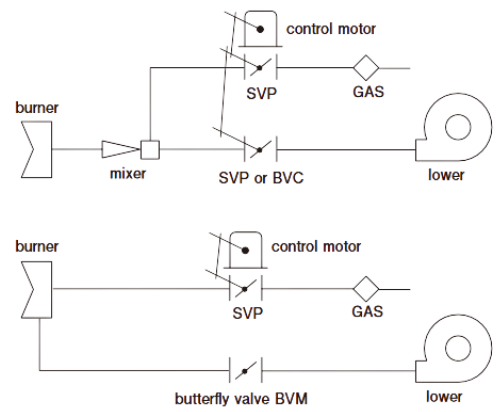 control motor
SVP
GAS
burner
mixer
SVP or BVC
lower
burner
control motor
SVP
GAS
butterfly valve BVM
lower